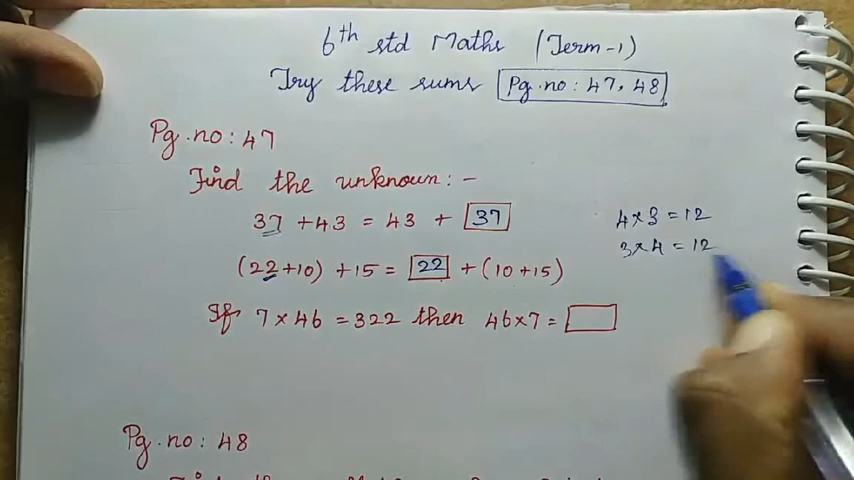 6th std Maths (Term-1)
Try these sums Pg.no: 47, 48
Pg.no: 47
Find the unknown: -
37 + 43 = 43 + 37
(22+10) + 15 = 22 + (10+15)
If 7 × 46 = 322 then 46×7 =
4×3 = 12
3×4 = 12
Pg.no: 48